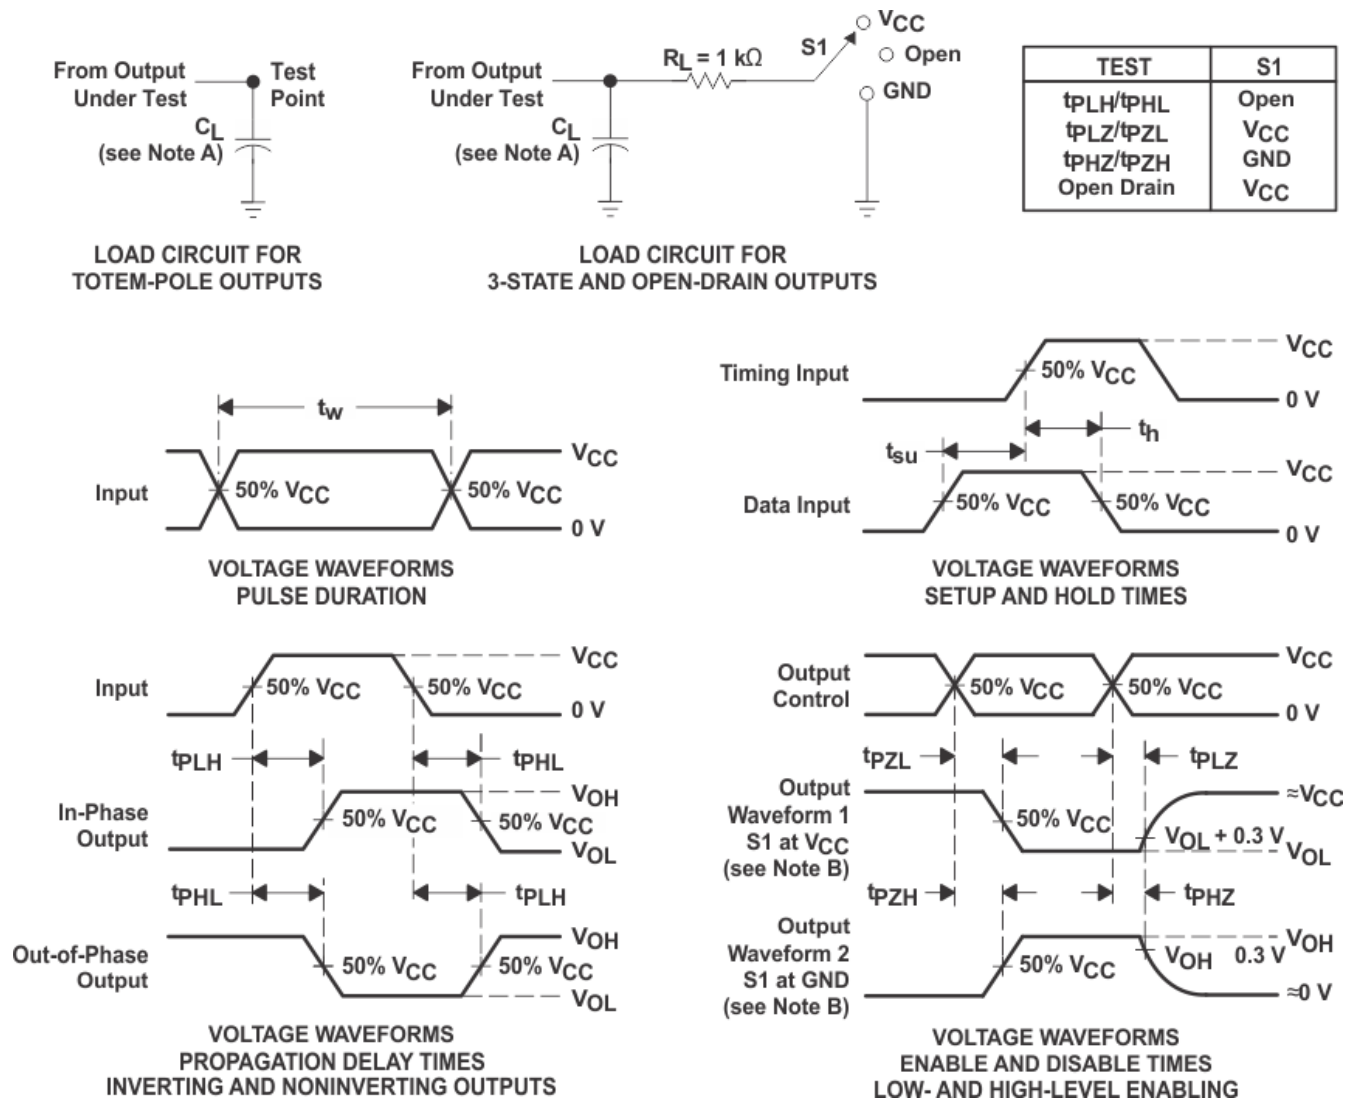 From Output
Under Test
Test
Point
CL
(see Note A)
LOAD CIRCUIT FOR
TOTEM-POLE OUTPUTS
From Output
Under Test
CL
(see Note A)
RL = 1 kΩ
S1
VCC
Open
GND
LOAD CIRCUIT FOR
3-STATE AND OPEN-DRAIN OUTPUTS
TEST S1
tPLH/tPHL Open
tPLZ/tPZL VCC
tPHZ/tPZH GND
Open Drain VCC
tw
Input
50% VCC
50% VCC
VCC
0 V
VOLTAGE WAVEFORMS
PULSE DURATION
Timing Input
50% VCC
VCC
0 V
th
tsu
Data Input
50% VCC
50% VCC
VCC
0 V
VOLTAGE WAVEFORMS
SETUP AND HOLD TIMES
Input
50% VCC
50% VCC
VCC
0 V
tPLH
tPHL
In-Phase
Output
50% VCC
50% VCC
VOH
VOL
tPHL
tPLH
Out-of-Phase
Output
50% VCC
50% VCC
VOH
VOL
VOLTAGE WAVEFORMS
PROPAGATION DELAY TIMES
INVERTING AND NONINVERTING OUTPUTS
Output
Control
50% VCC
50% VCC
VCC
0 V
tPZL
tPLZ
Output
Waveform 1
S1 at VCC
(see Note B)
50% VCC
VOL + 0.3 V
≈VCC
VOL
tPZH
tPHZ
Output
Waveform 2
S1 at GND
(see Note B)
50% VCC
VOH 0.3 V
VOH
≈0 V
VOLTAGE WAVEFORMS
ENABLE AND DISABLE TIMES
LOW- AND HIGH-LEVEL ENABLING